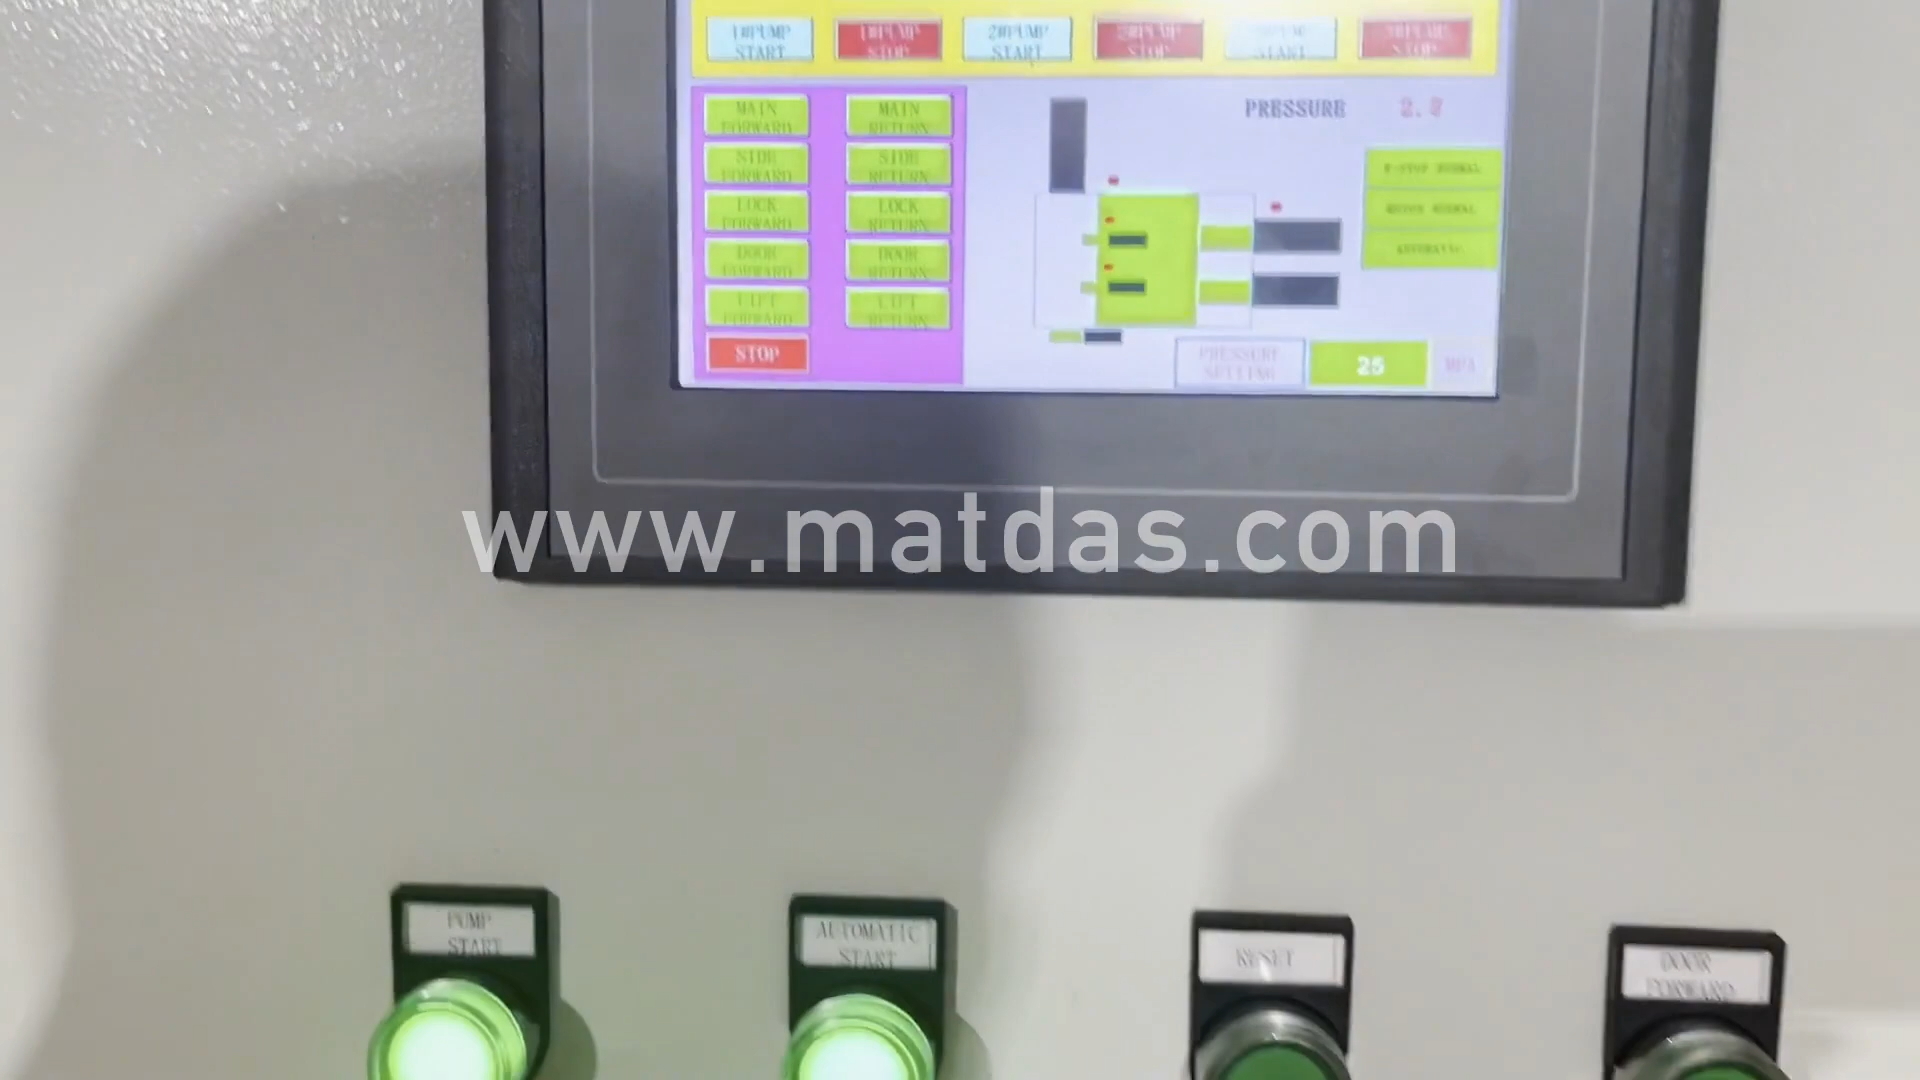 1#PUMP
START
1#PUMP
STOP
2#PUMP
START
2#PUMP
STOP
3#PUMP
START
3#PUMP
STOP
MAIN
FORWARD
MAIN
RETURN
SIDE
FORWARD
SIDE
RETURN
LOCK
FORWARD
LOCK
RETURN
DOOR
FORWARD
DOOR
RETURN
LIFT
FORWARD
LIFT
RETURN
STOP
PRESSURE
E-STOP NORMAL
MOTOR NORMAL
AUTOMATIC
PRESSURE
SETTING
25
MPA
www.matdas.com
PUMP
START
AUTOMATIC
START
RESET
DOOR
FORWARD